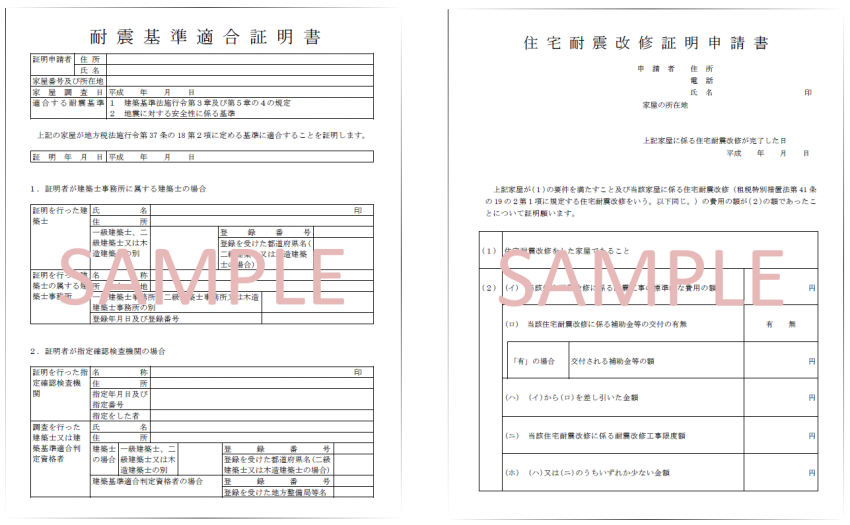 耐震基準適合証明書
証明申請者 住所
氏名
家屋番号及び所在地
家屋調査日 平成 年 月 日
適合する耐震基準 1 建築基準法施行令第3章及び第5章の4の規定
2 地震に対する安全性に係る基準
上記の家屋が地方税法施行令第37条の18第2項に定める基準に適合することを証明します。
証明年月日 平成 年 月 日
1．証明者が建築士事務所に属する建築士の場合
証明を行った建築士 氏名 印
住所
一級建築士、二級建築士又は木造建築士の別
登録番号
登録を受けた都道府県名(二級建築士又は木造建築士の場合)
証明を行った建築士の属する建築士事務所 名称
所在地
一級建築士事務所、二級建築士事務所又は木造建築士事務所の別
登録年月日及び登録番号
2．証明者が指定確認検査機関の場合
証明を行った指定確認検査機関 名称 印
住所
指定年月日及び指定番号
指定をした者
調査を行った建築士又は建築基準適合判定資格者 氏名
住所
建築士の場合 一級建築士、二級建築士又は木造建築士の別
登録番号
登録を受けた都道府県名(二級建築士又は木造建築士の場合)
建築基準適合判定資格者の場合 登録番号
登録を受けた地方整備局等名
SAMPLE
住宅耐震改修証明申請書
申請者 住所
電話
氏名 印
家屋の所在地
上記家屋に係る住宅耐震改修が完了した日
平成 年 月 日
上記家屋が(1)の要件を満たすこと及び当該家屋に係る住宅耐震改修（租税特別措置法第41条
の19の2第1項に規定する住宅耐震改修をいう。以下同じ。）の費用の額が(2)の額であったこ
とについて証明願います。
(1) 住宅耐震改修をした家屋であること
(2) (イ) 当該住宅耐震改修に係る耐震工事の標準的な費用の額 円
(ロ) 当該住宅耐震改修に係る補助金等の交付の有無 有 無
「有」の場合 交付される補助金等の額 円
(ハ) (イ)から(ロ)を差し引いた金額 円
(ニ) 当該住宅耐震改修に係る耐震改修工事限度額 円
(ホ) (ハ)又は(ニ)のうちいずれか少ない金額 円
SAMPLE